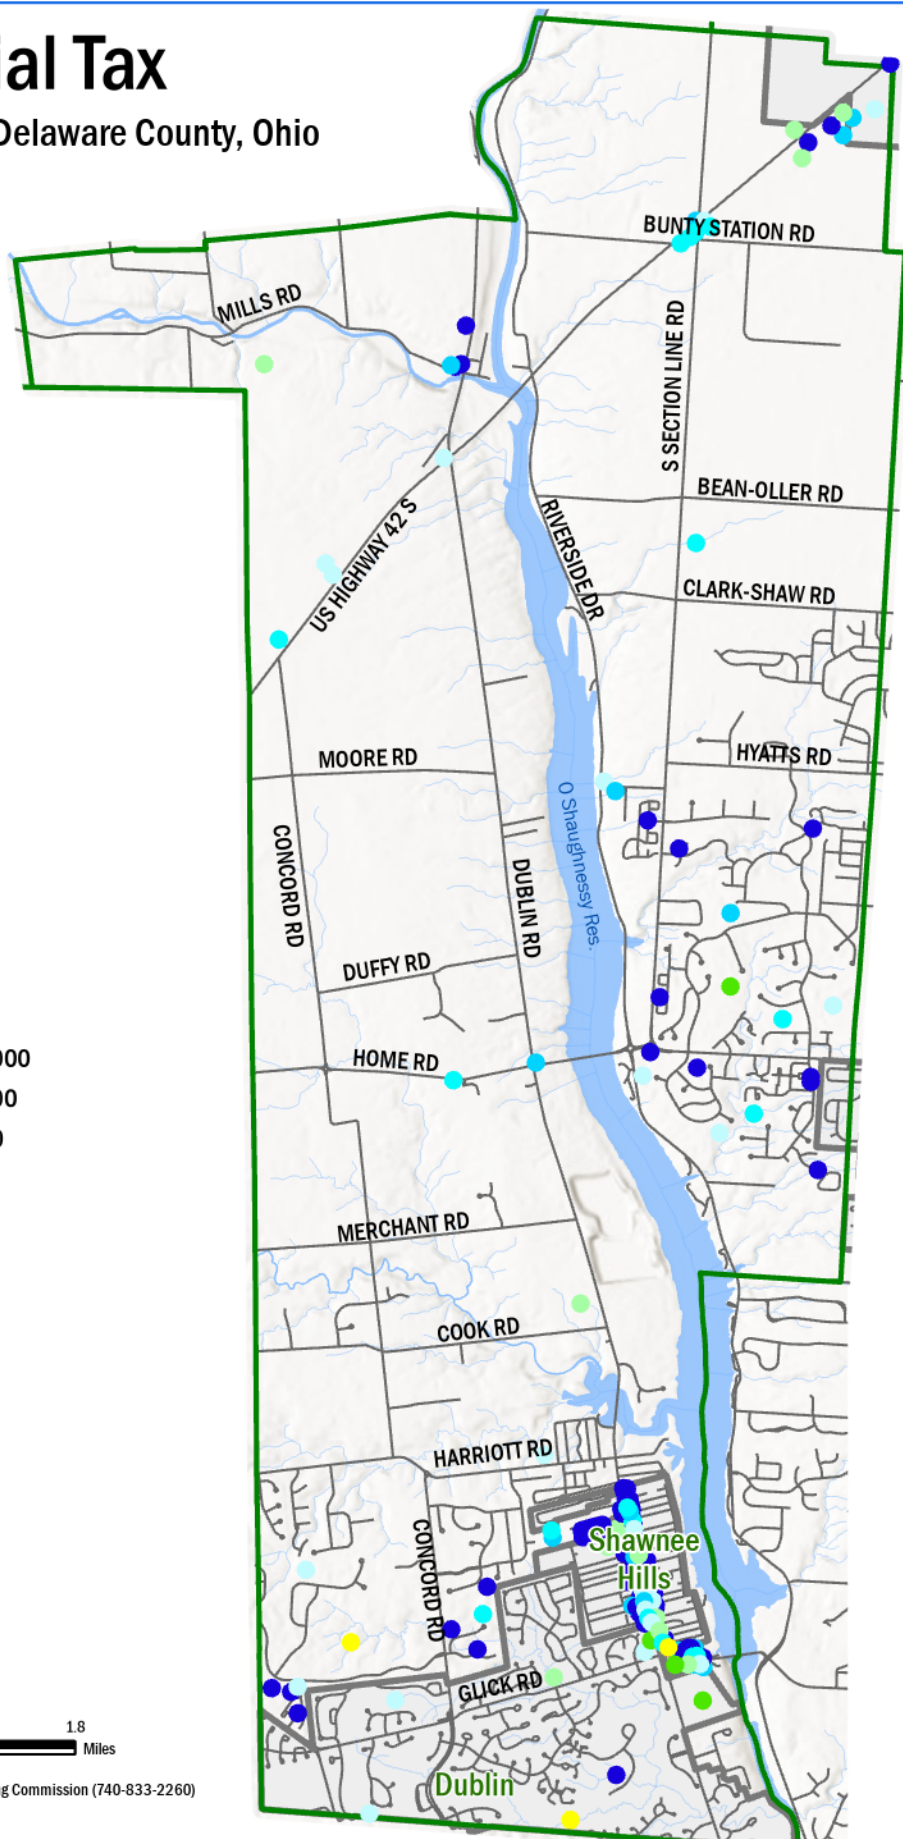 ial Tax
Delaware County, Ohio
BUNTY STATION RD
MILLS RD
S SECTION LINE RD
BEAN-OLLER RD
RIVERSIDE DR
US HIGHWAY 42 S
CLARK-SHAW RD
MOORE RD
HYATTS RD
O Shaughnessy Res.
CONCORD RD
DUBLIN RD
DUFFY RD
000
HOME RD
00
0
MERCHANT RD
COOK RD
HARRIOTT RD
CONCORD RD
Shawnee
Hills
GLICK RD
1.8
Miles
Dublin
g Commission (740-833-2260)